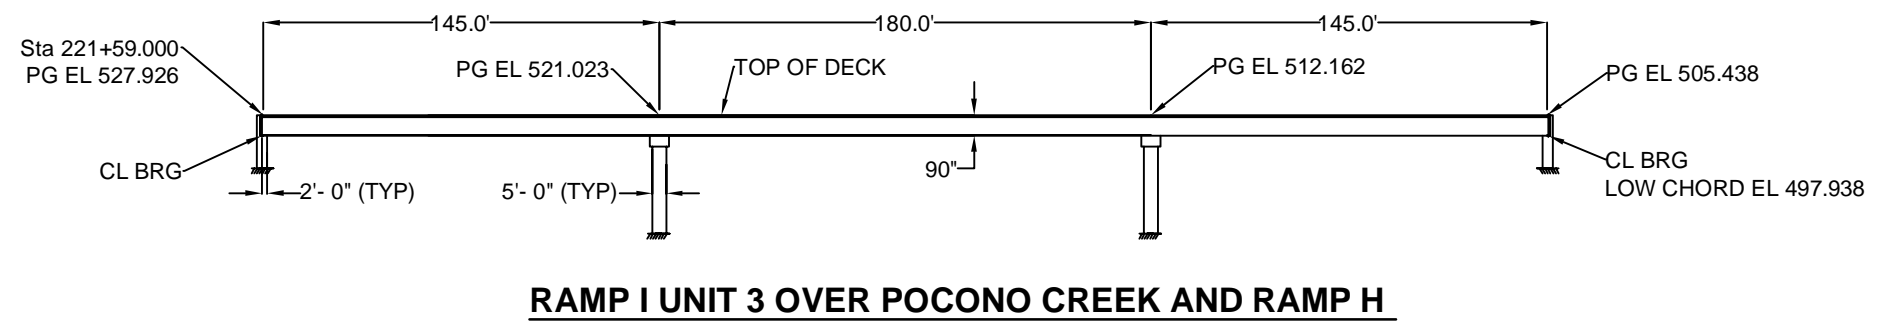 145.0'
180.0'
145.0'
Sta 221+59.000
PG EL 527.926
PG EL 521.023
TOP OF DECK
PG EL 512.162
PG EL 505.438
CL BRG
90"
CL BRG
LOW CHORD EL 497.938
2'- 0" (TYP)
5'- 0" (TYP)
RAMP I UNIT 3 OVER POCONO CREEK AND RAMP H